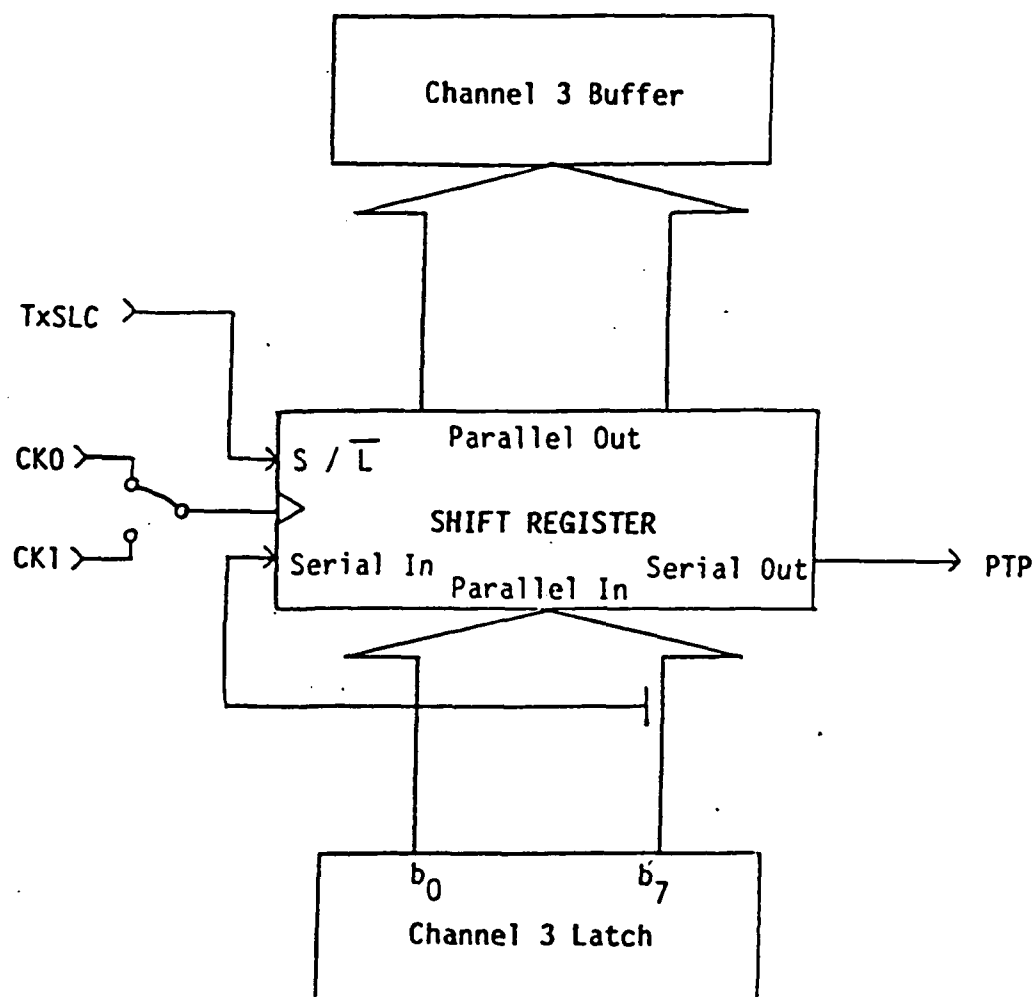 Channel 3 Buffer
TxSLC
Parallel Out
S / L̅
CK0
SHIFT REGISTER
CK1
Serial In
Serial Out
PTP
Parallel In
b0
b7
Channel 3 Latch